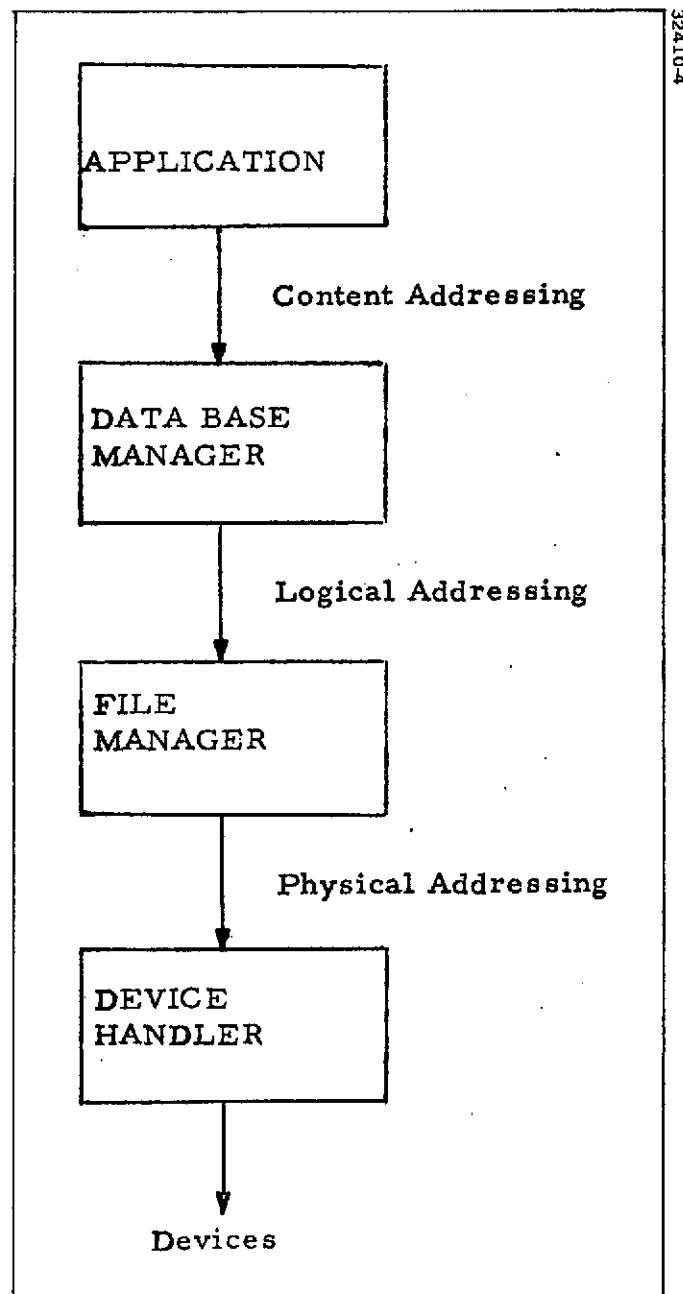 32410-4
APPLICATION
Content Addressing
DATA BASE
MANAGER
Logical Addressing
FILE
MANAGER
Physical Addressing
DEVICE
HANDLER
Devices